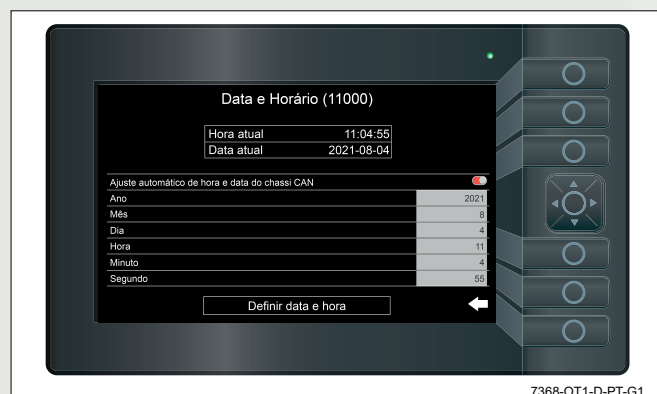 Data e Horário (11000)
Hora atual 11:04:55
Data atual 2021-08-04
Ajuste automático de hora e data do chassi CAN
Ano 2021
Mês 8
Dia 4
Hora 11
Minuto 4
Segundo 55
Definir data e hora
7368-OT1-D-PT-G1